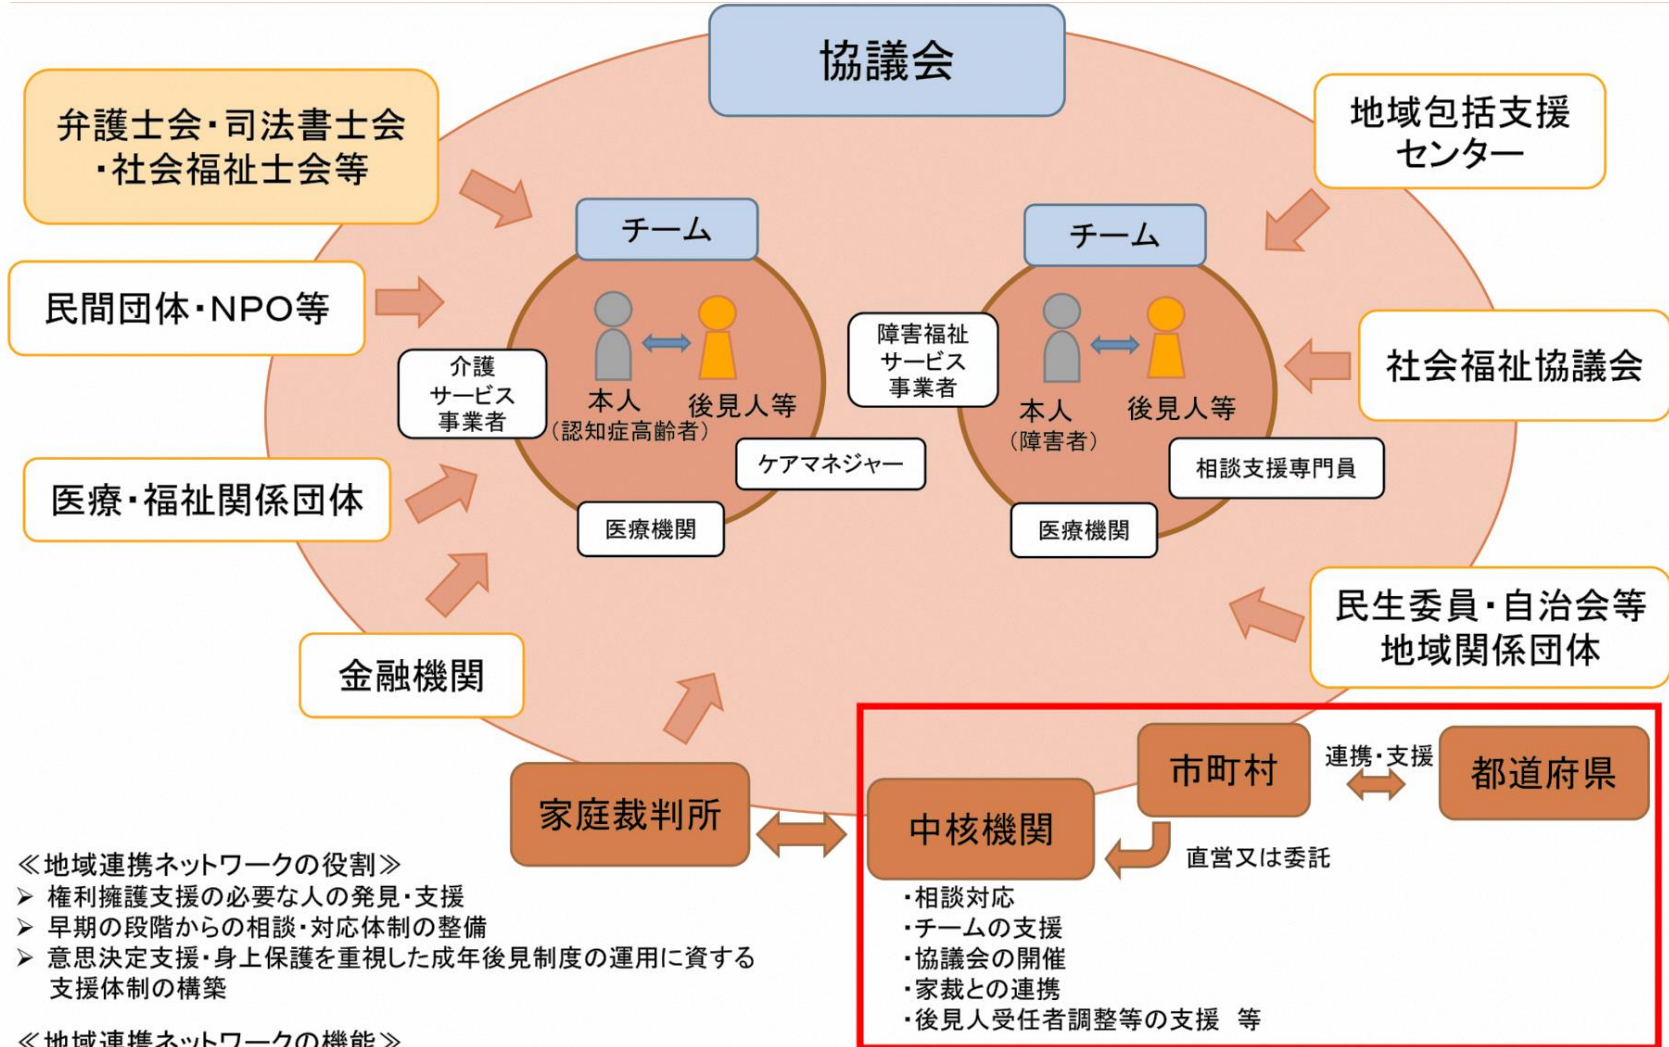 協議会
弁護士会・司法書士会
・社会福祉士会等
地域包括支援
センター
チーム
チーム
民間団体・NPO等
社会福祉協議会
介護
サービス
事業者
本人
(認知症高齢者)
後見人等
ケアマネジャー
医療機関
障害福祉
サービス
事業者
本人
(障害者)
後見人等
相談支援専門員
医療機関
医療・福祉関係団体
金融機関
民生委員・自治会等
地域関係団体
家庭裁判所
中核機関
市町村
連携・支援
都道府県
直営又は委託
・相談対応
・チームの支援
・協議会の開催
・家裁との連携
・後見人受任者調整等の支援 等
≪地域連携ネットワークの役割≫
➢ 権利擁護支援の必要な人の発見・支援
➢ 早期の段階からの相談・対応体制の整備
➢ 意思決定支援・身上保護を重視した成年後見制度の運用に資する
支援体制の構築
≪地域連携ネットワークの機能≫